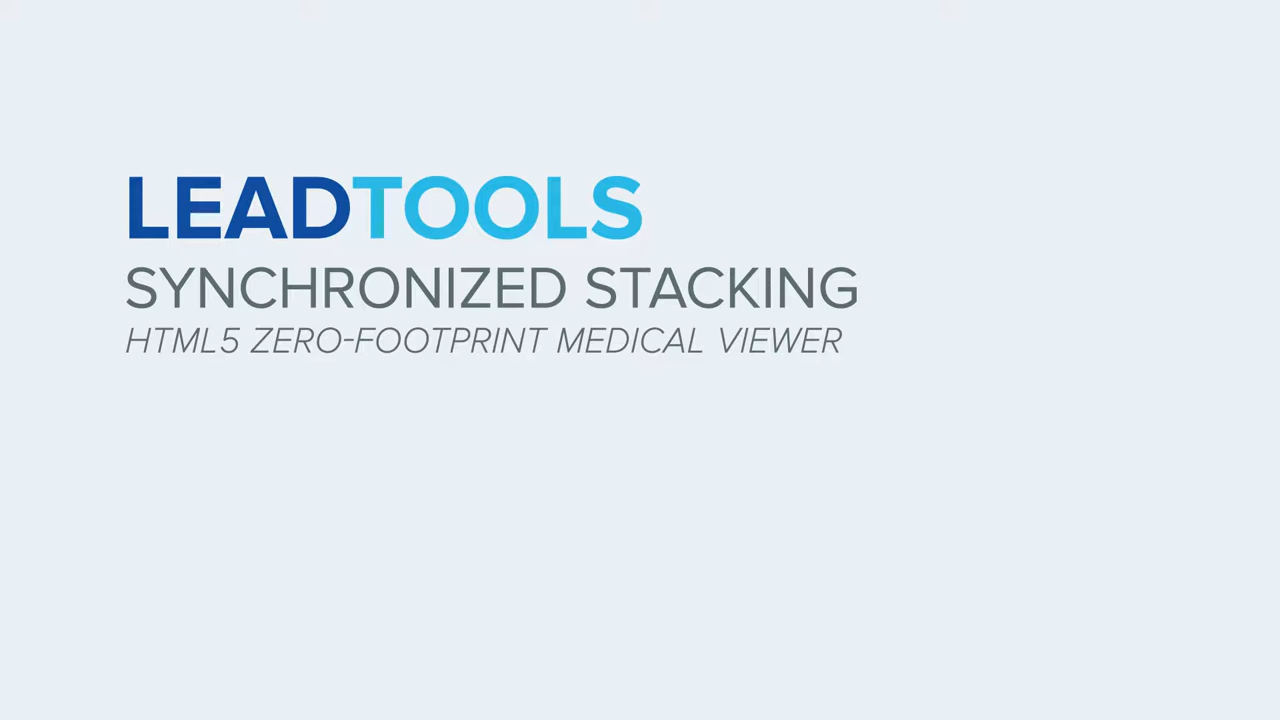 LEADTOOLS
SYNCHRONIZED STACKING
HTML5 ZERO-FOOTPRINT MEDICAL VIEWER